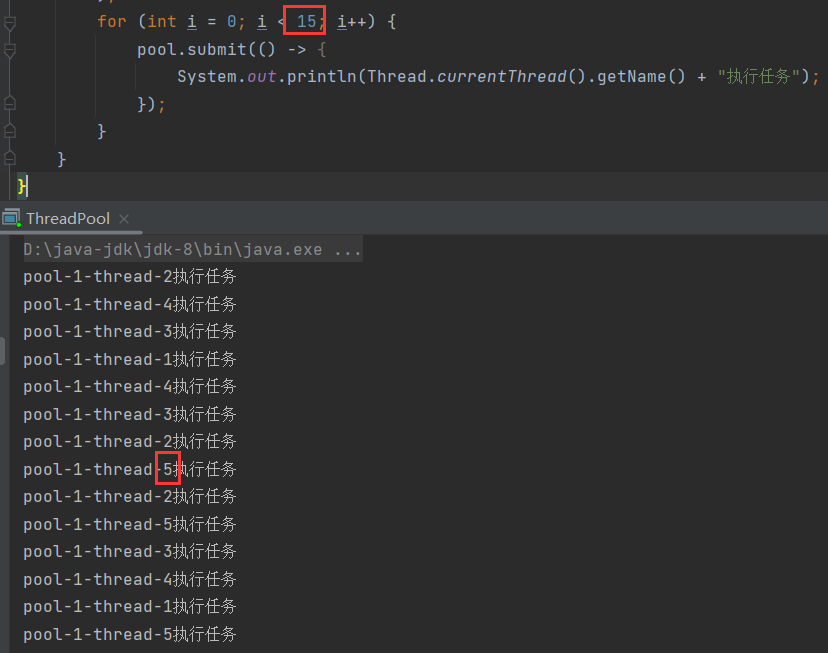 for (int i = 0; i < 15; i++) {
pool.submit(() -> {
System.out.println(Thread.currentThread().getName() + "执行任务");
});
}
}
}
ThreadPool
D:\java-jdk\jdk-8\bin\java.exe ...
pool-1-thread-2执行任务
pool-1-thread-4执行任务
pool-1-thread-3执行任务
pool-1-thread-1执行任务
pool-1-thread-4执行任务
pool-1-thread-3执行任务
pool-1-thread-2执行任务
pool-1-thread-5执行任务
pool-1-thread-2执行任务
pool-1-thread-5执行任务
pool-1-thread-3执行任务
pool-1-thread-4执行任务
pool-1-thread-1执行任务
pool-1-thread-5执行任务